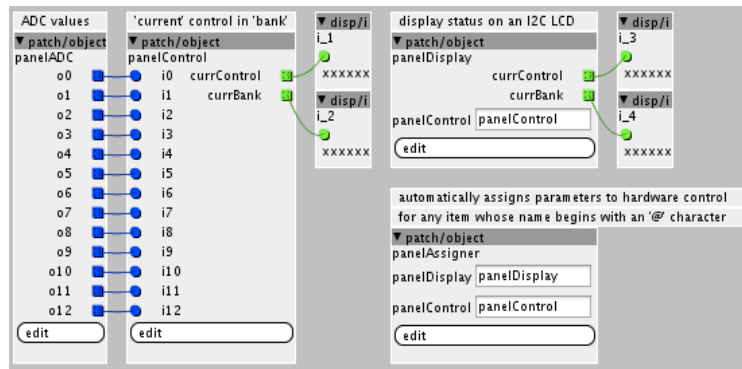 ADC values
▼ patch/object
panelADC
o0
o1
o2
o3
o4
o5
o6
o7
o8
o9
o10
o11
o12
edit
'current' control in 'bank'
▼ patch/object
panelControl
i0 currControl
i1 currBank
i2
i3
i4
i5
i6
i7
i8
i9
i10
i11
i12
edit
▼ disp/i
i_1
xxxxxx
▼ disp/i
i_2
xxxxxx
display status on an I2C LCD
▼ patch/object
panelDisplay
currControl
currBank
panelControl panelControl
edit
▼ disp/i
i_3
xxxxxx
▼ disp/i
i_4
xxxxxx
automatically assigns parameters to hardware control
for any item whose name begins with an '@' character
▼ patch/object
panelAssigner
panelDisplay panelDisplay
panelControl panelControl
edit